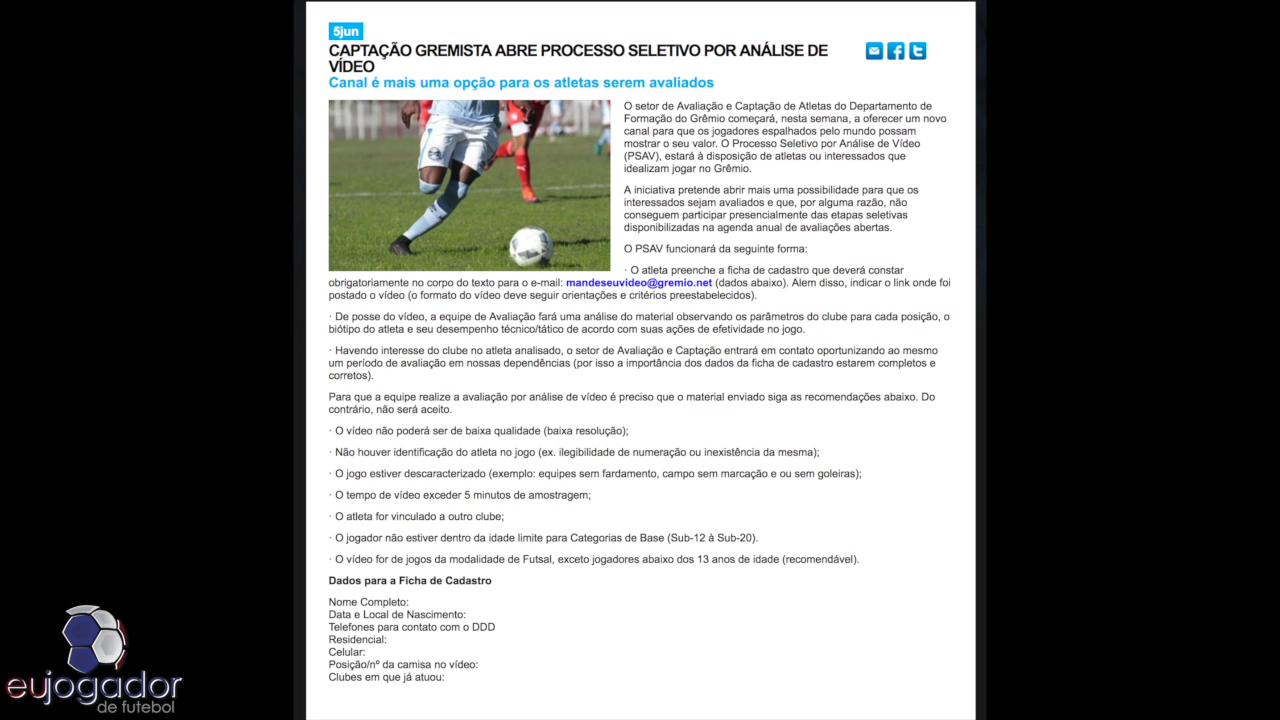 5jun
CAPTAÇÃO GREMISTA ABRE PROCESSO SELETIVO POR ANÁLISE DE
VÍDEO
Canal é mais uma opção para os atletas serem avaliados
O setor de Avaliação e Captação de Atletas do Departamento de
Formação do Grêmio começará, nesta semana, a oferecer um novo
canal para que os jogadores espalhados pelo mundo possam
mostrar o seu valor. O Processo Seletivo por Análise de Vídeo
(PSAV), estará à disposição de atletas ou interessados que
idealizam jogar no Grêmio.
A iniciativa pretende abrir mais uma possibilidade para que os
interessados sejam avaliados e que, por alguma razão, não
conseguem participar presencialmente das etapas seletivas
disponibilizadas na agenda anual de avaliações abertas.
O PSAV funcionará da seguinte forma:
· O atleta preenche a ficha de cadastro que deverá constar
obrigatoriamente no corpo do texto para o e-mail: mandeseuvideo@gremio.net (dados abaixo). Alem disso, indicar o link onde foi
postado o vídeo (o formato do vídeo deve seguir orientações e critérios preestabelecidos).
· De posse do vídeo, a equipe de Avaliação fará uma análise do material observando os parâmetros do clube para cada posição, o
biótipo do atleta e seu desempenho técnico/tático de acordo com suas ações de efetividade no jogo.
· Havendo interesse do clube no atleta analisado, o setor de Avaliação e Captação entrará em contato oportunizando ao mesmo
um período de avaliação em nossas dependências (por isso a importância dos dados da ficha de cadastro estarem completos e
corretos).
Para que a equipe realize a avaliação por análise de vídeo é preciso que o material enviado siga as recomendações abaixo. Do
contrário, não será aceito.
· O vídeo não poderá ser de baixa qualidade (baixa resolução);
· Não houver identificação do atleta no jogo (ex. ilegibilidade de numeração ou inexistência da mesma);
· O jogo estiver descaracterizado (exemplo: equipes sem fardamento, campo sem marcação e ou sem goleiras);
· O tempo de vídeo exceder 5 minutos de amostragem;
· O atleta for vinculado a outro clube;
· O jogador não estiver dentro da idade limite para Categorias de Base (Sub-12 à Sub-20).
· O vídeo for de jogos da modalidade de Futsal, exceto jogadores abaixo dos 13 anos de idade (recomendável).
Dados para a Ficha de Cadastro
Nome Completo:
Data e Local de Nascimento:
Telefones para contato com o DDD
Residencial:
Celular:
Posição/nº da camisa no vídeo:
Clubes em que já atuou:
eujogador
de futebol